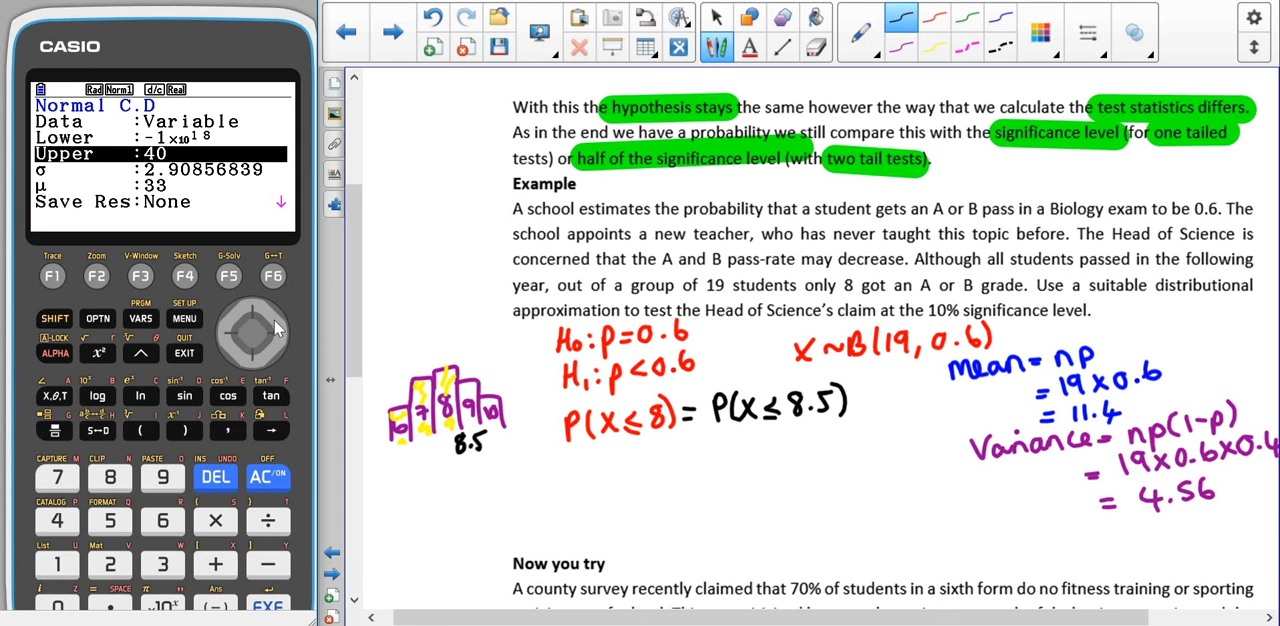 CASIO
Rad Norm1 d/c Real
Normal C.D
Data :Variable
Lower :-1×10^18
Upper :40
σ :2.90856839
μ :33
Save Res:None
Trace Zoom V-Window Sketch G-Solv G↔T
F1 F2 F3 F4 F5 F6
PRGM SET UP
SHIFT OPTN VARS MENU
A-LOCK √ r θ QUIT
ALPHA x² ^ EXIT
∠ A 10^x B e^x C sin⁻¹ D cos⁻¹ E tan⁻¹ F
X,θ,T log ln sin cos tan
G H I J K L
S↔D ( ) , →
CAPTURE M CLIP N PASTE O INS UNDO OFF
7 8 9 DEL AC/ON
CATALOG P FORMAT Q R { S } T
4 5 6 × ÷
List U Mat V W [ X ] Y
1 2 3 + −
i Z = SPACE π " Ans
0 . ×10^x (−) EXE
With this the hypothesis stays the same however the way that we calculate the test statistics differs.
As in the end we have a probability we still compare this with the significance level (for one tailed
tests) or half of the significance level (with two tail tests).
Example
A school estimates the probability that a student gets an A or B pass in a Biology exam to be 0.6. The
school appoints a new teacher, who has never taught this topic before. The Head of Science is
concerned that the A and B pass-rate may decrease. Although all students passed in the following
year, out of a group of 19 students only 8 got an A or B grade. Use a suitable distributional
approximation to test the Head of Science's claim at the 10% significance level.
H₀: p=0.6
H₁: p<0.6
X~B(19, 0.6)
P(X≤8) = P(X≤8.5)
6 7 8 9 10
8.5
mean = np
= 19×0.6
= 11.4
Variance = np(1-p)
= 19×0.6×0.4
= 4.56
Now you try
A county survey recently claimed that 70% of students in a sixth form do no fitness training or sporting